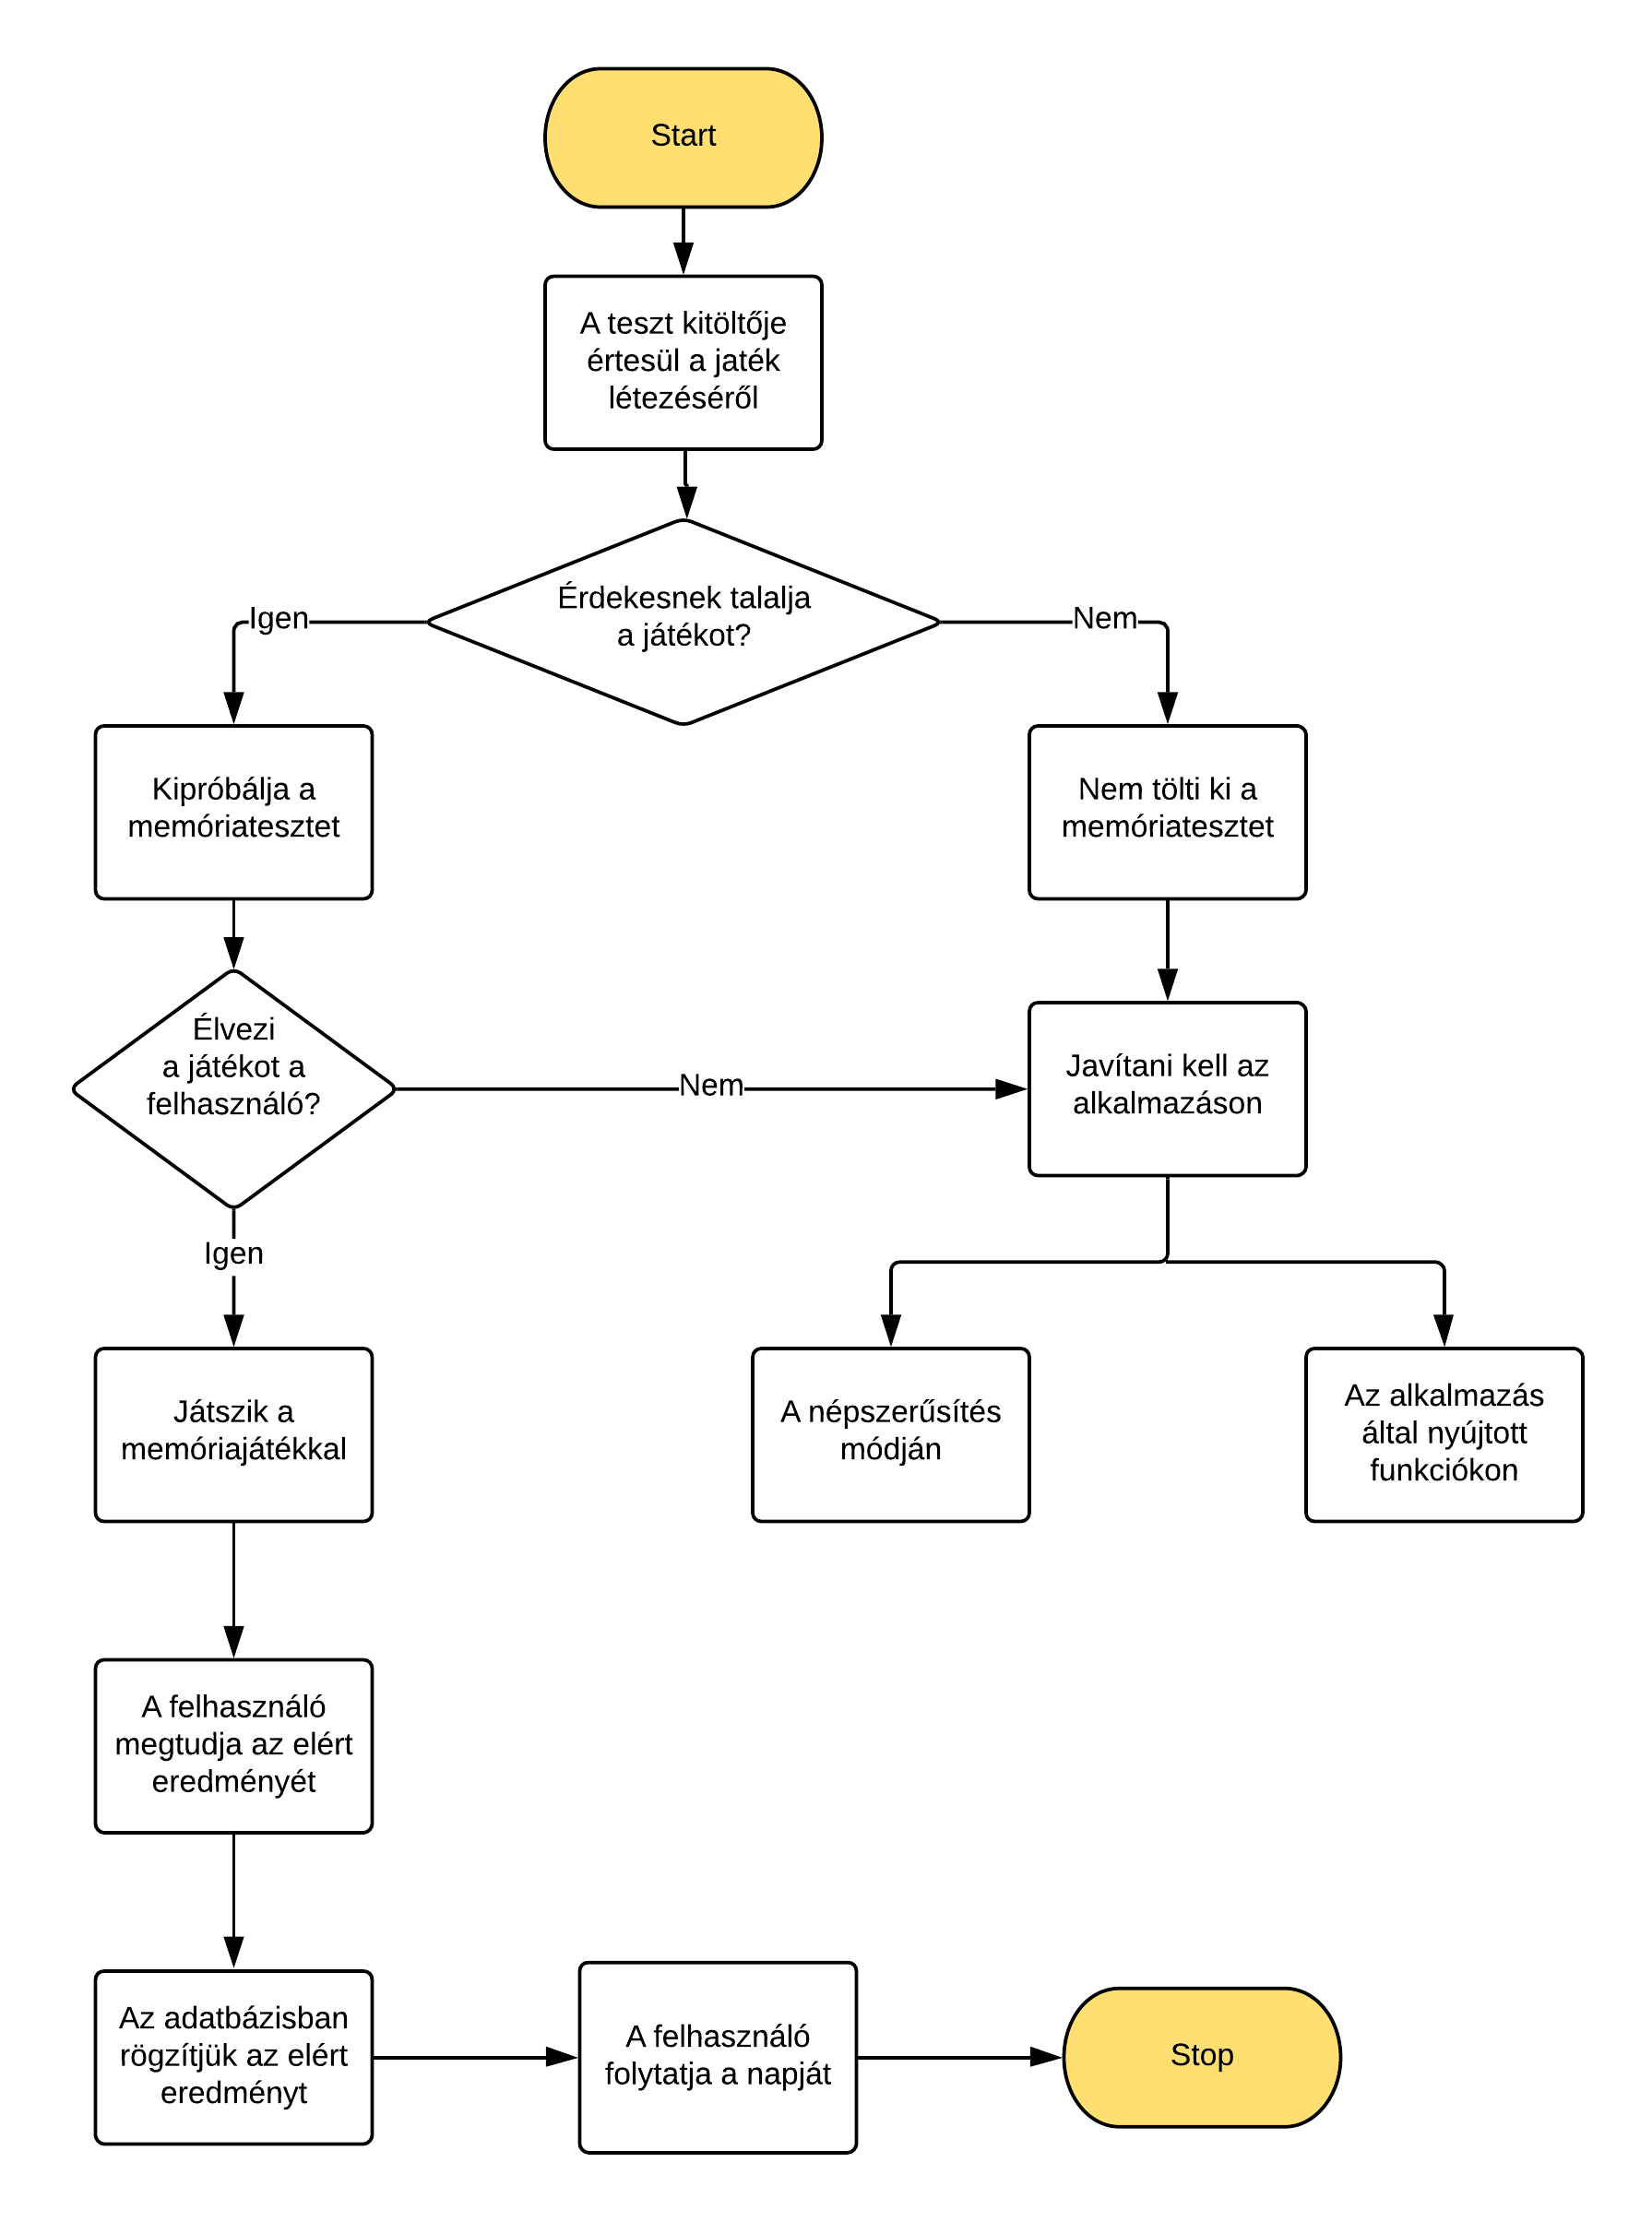 Start
A teszt kitöltője
értesül a jaték
létezéséről
Érdekesnek talalja
a játékot?
Igen
Nem
Kipróbálja a
memóriatesztet
Nem tölti ki a
memóriatesztet
Élvezi
a játékot a
felhasználó?
Nem
Javítani kell az
alkalmazáson
Igen
Játszik a
memóriajátékkal
A népszerűsítés
módján
Az alkalmazás
által nyújtott
funkciókon
A felhasználó
megtudja az elért
eredményét
Az adatbázisban
rögzítjük az elért
eredményt
A felhasználó
folytatja a napját
Stop